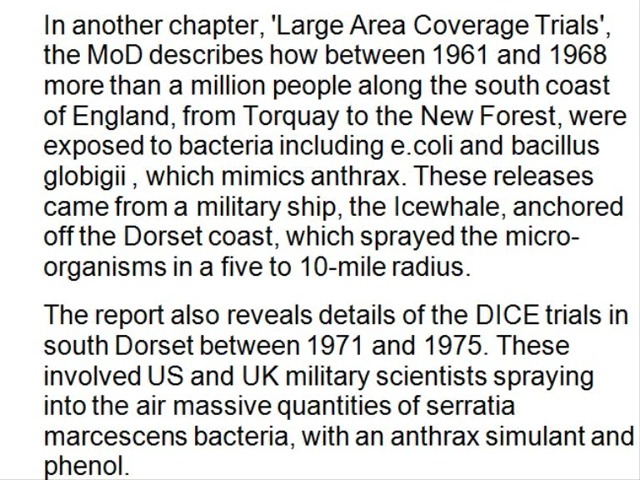 In another chapter, 'Large Area Coverage Trials',
the MoD describes how between 1961 and 1968
more than a million people along the south coast
of England, from Torquay to the New Forest, were
exposed to bacteria including e.coli and bacillus
globigii , which mimics anthrax. These releases
came from a military ship, the Icewhale, anchored
off the Dorset coast, which sprayed the micro-
organisms in a five to 10-mile radius.
The report also reveals details of the DICE trials in
south Dorset between 1971 and 1975. These
involved US and UK military scientists spraying
into the air massive quantities of serratia
marcescens bacteria, with an anthrax simulant and
phenol.